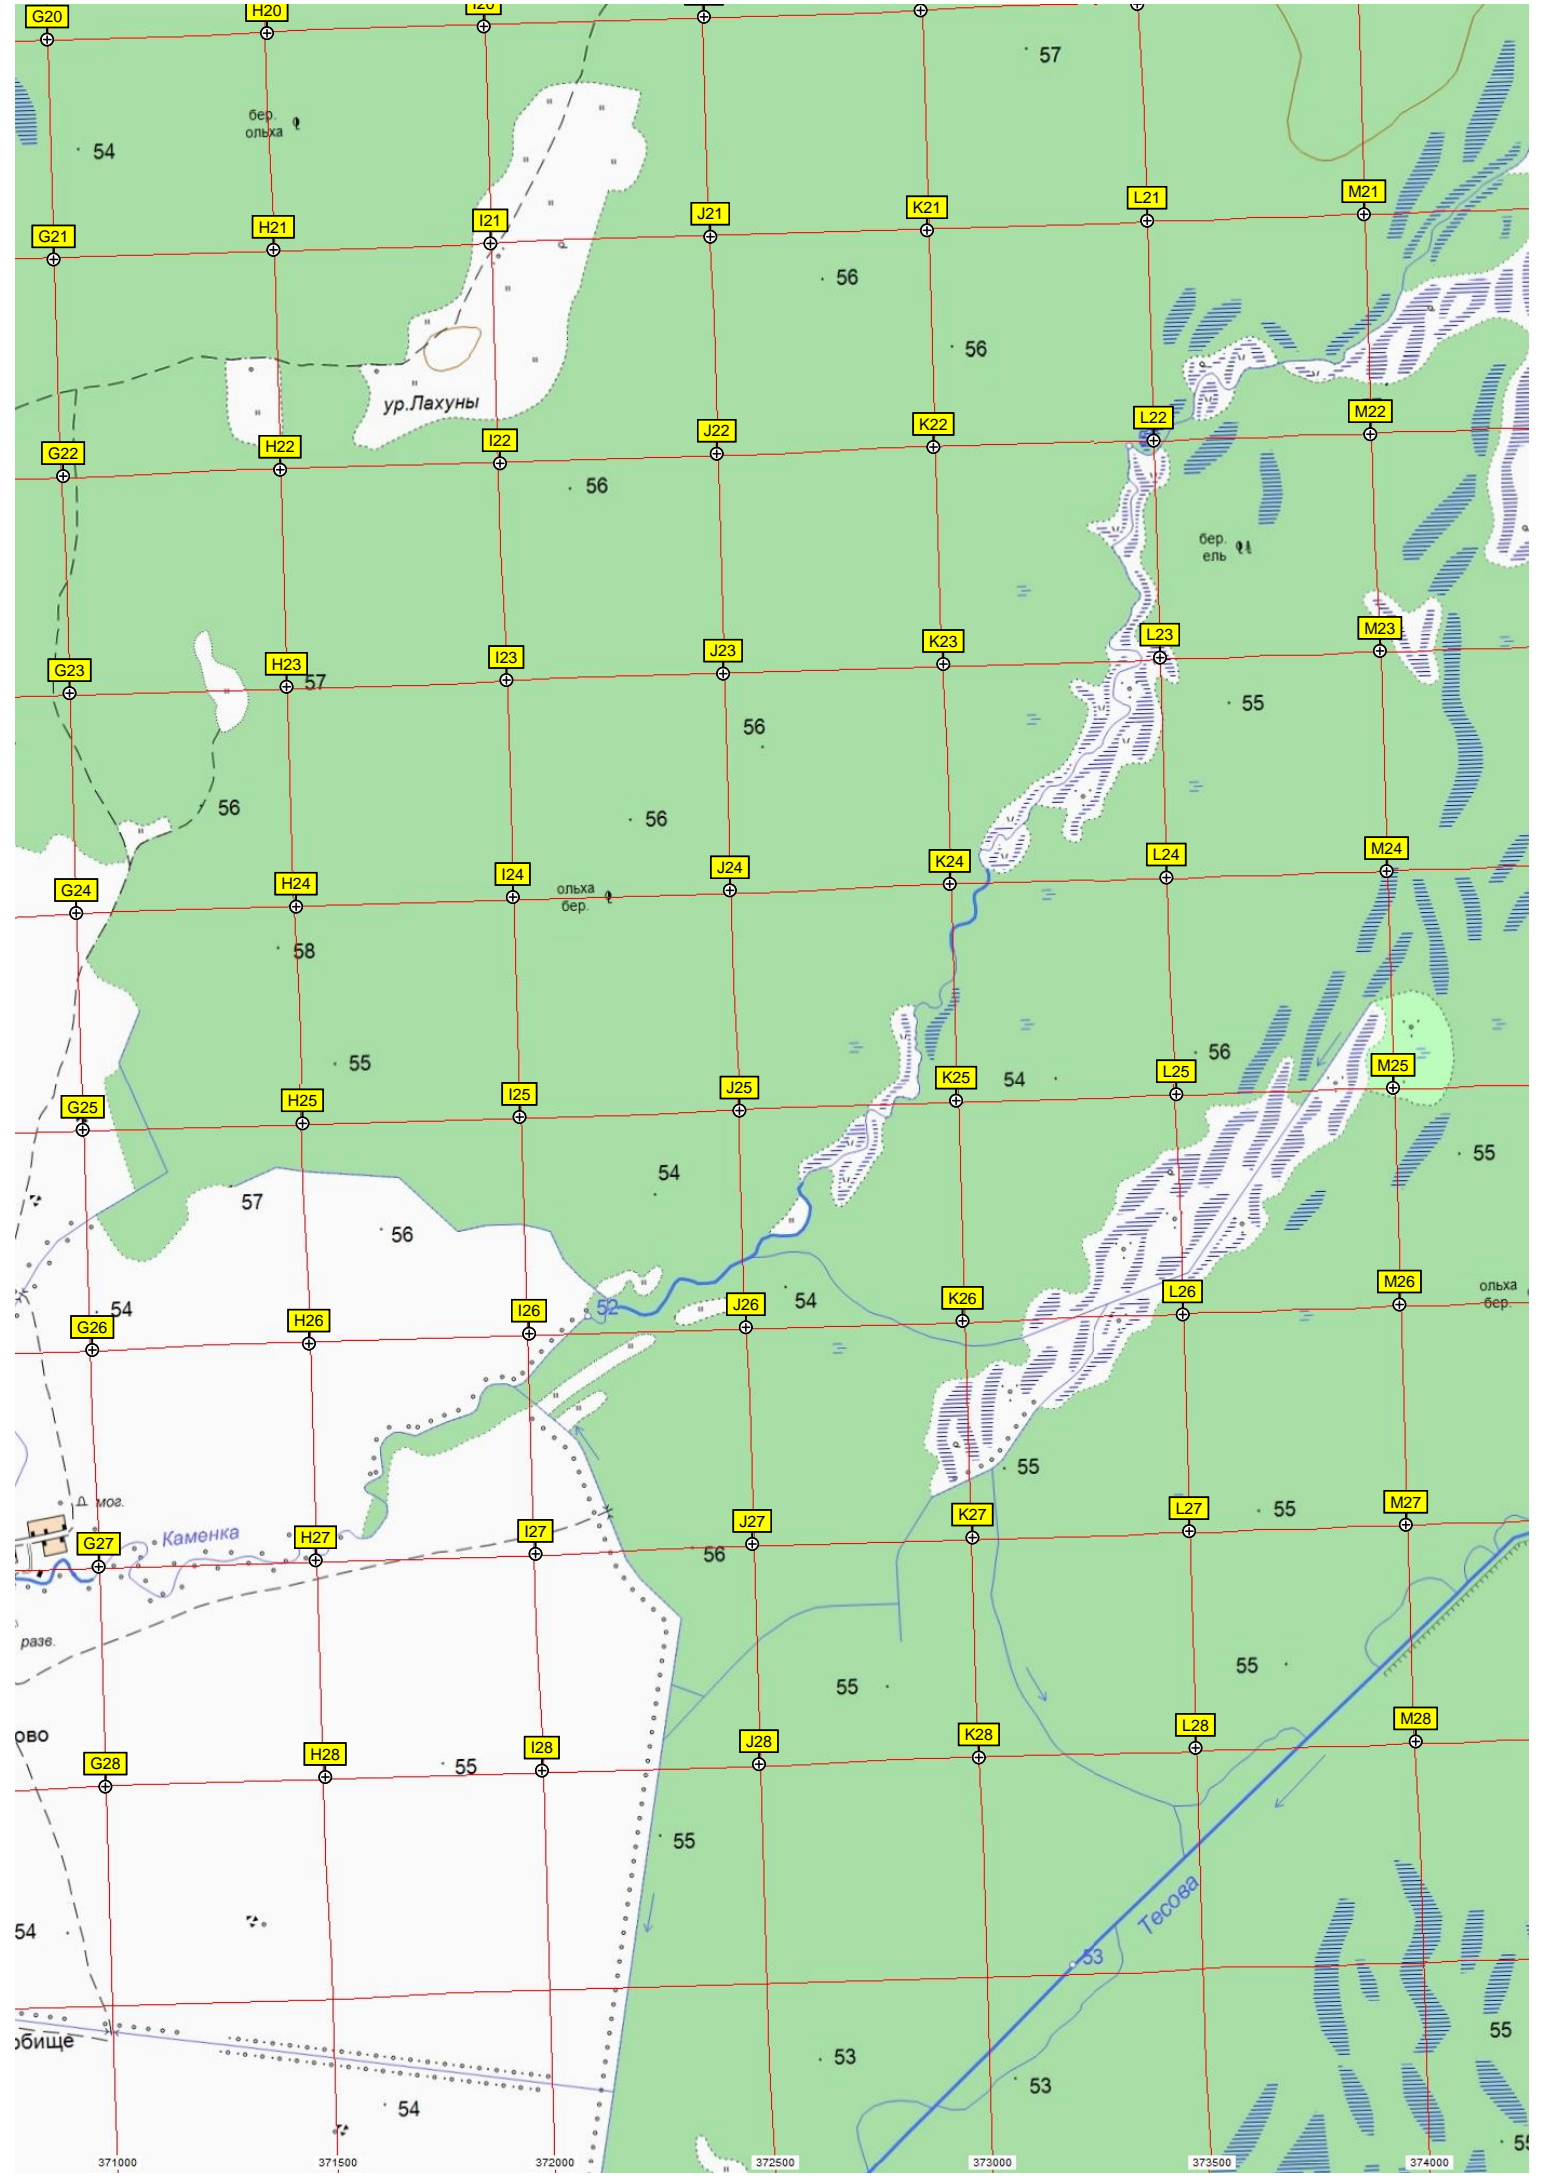 G20
H20
I20
57
бер.
ольха
54
M21
L21
K21
J21
I21
H21
G21
56
56
ур.Лахуны
M22
L22
K22
J22
I22
H22
G22
56
бер.
ель
M23
L23
K23
J23
I23
H23
G23
57
55
56
56
56
M24
L24
K24
J24
I24
H24
G24
ольха
бер.
58
56
55
54
M25
L25
K25
J25
I25
H25
G25
55
54
57
56
M26
L26
K26
J26
I26
H26
G26
ольха
бер.
54
52
54
55
мог.
Каменка
M27
L27
K27
J27
I27
H27
G27
55
56
разв.
55
55
ово
M28
L28
K28
J28
I28
H28
G28
55
55
Тесова
54
53
55
обище
53
53
54
55
371000
371500
372000
372500
373000
373500
374000